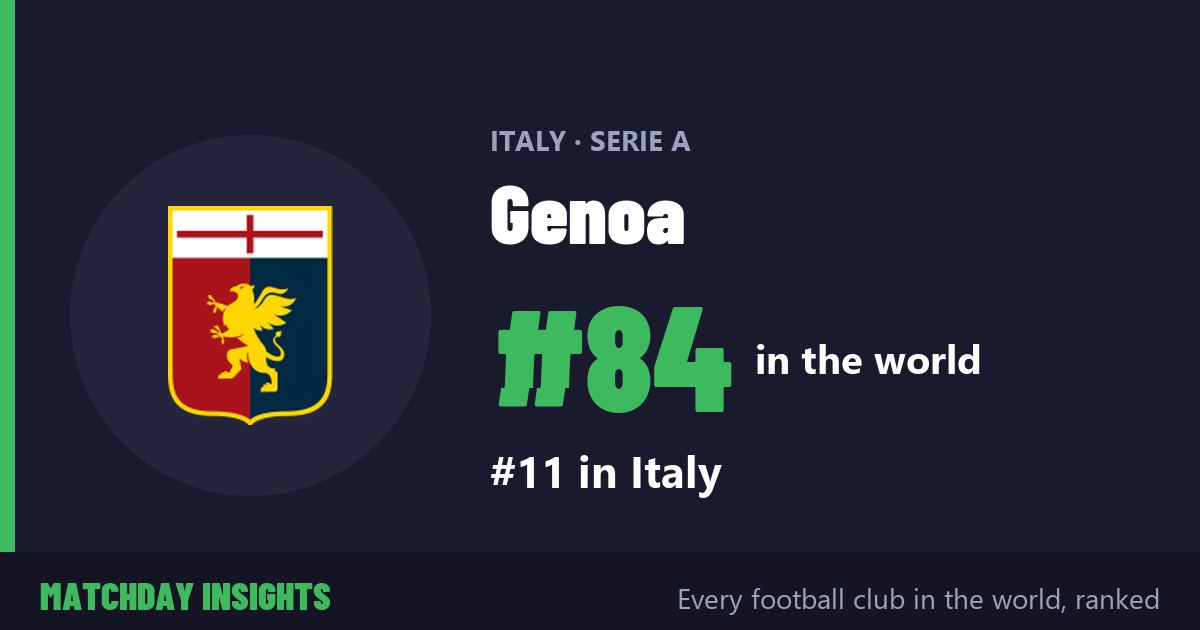 ITALY · SERIE A
Genoa
#84 in the world
#11 in Italy
MATCHDAY INSIGHTS
Every football club in the world, ranked